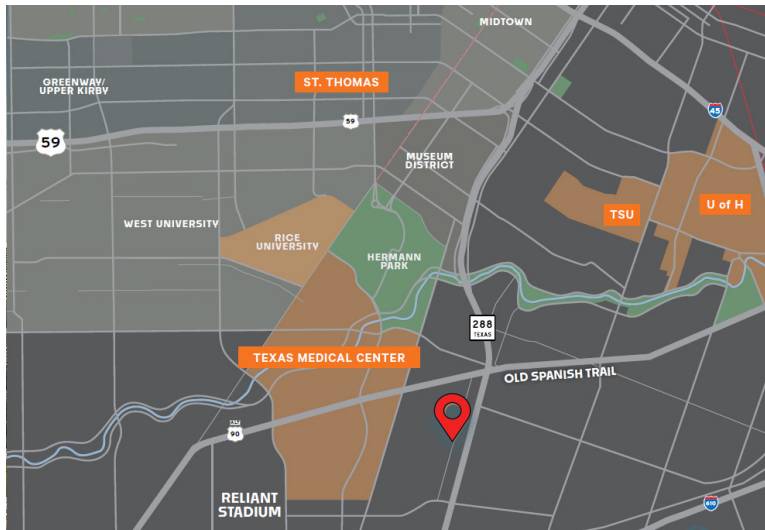 MIDTOWN
GREENWAY/
UPPER KIRBY
ST. THOMAS
45
59
59
MUSEUM
DISTRICT
U of H
TSU
WEST UNIVERSITY
RICE
UNIVERSITY
HERMANN
PARK
288
TEXAS
TEXAS MEDICAL CENTER
OLD SPANISH TRAIL
ALT
90
RELIANT
STADIUM
610